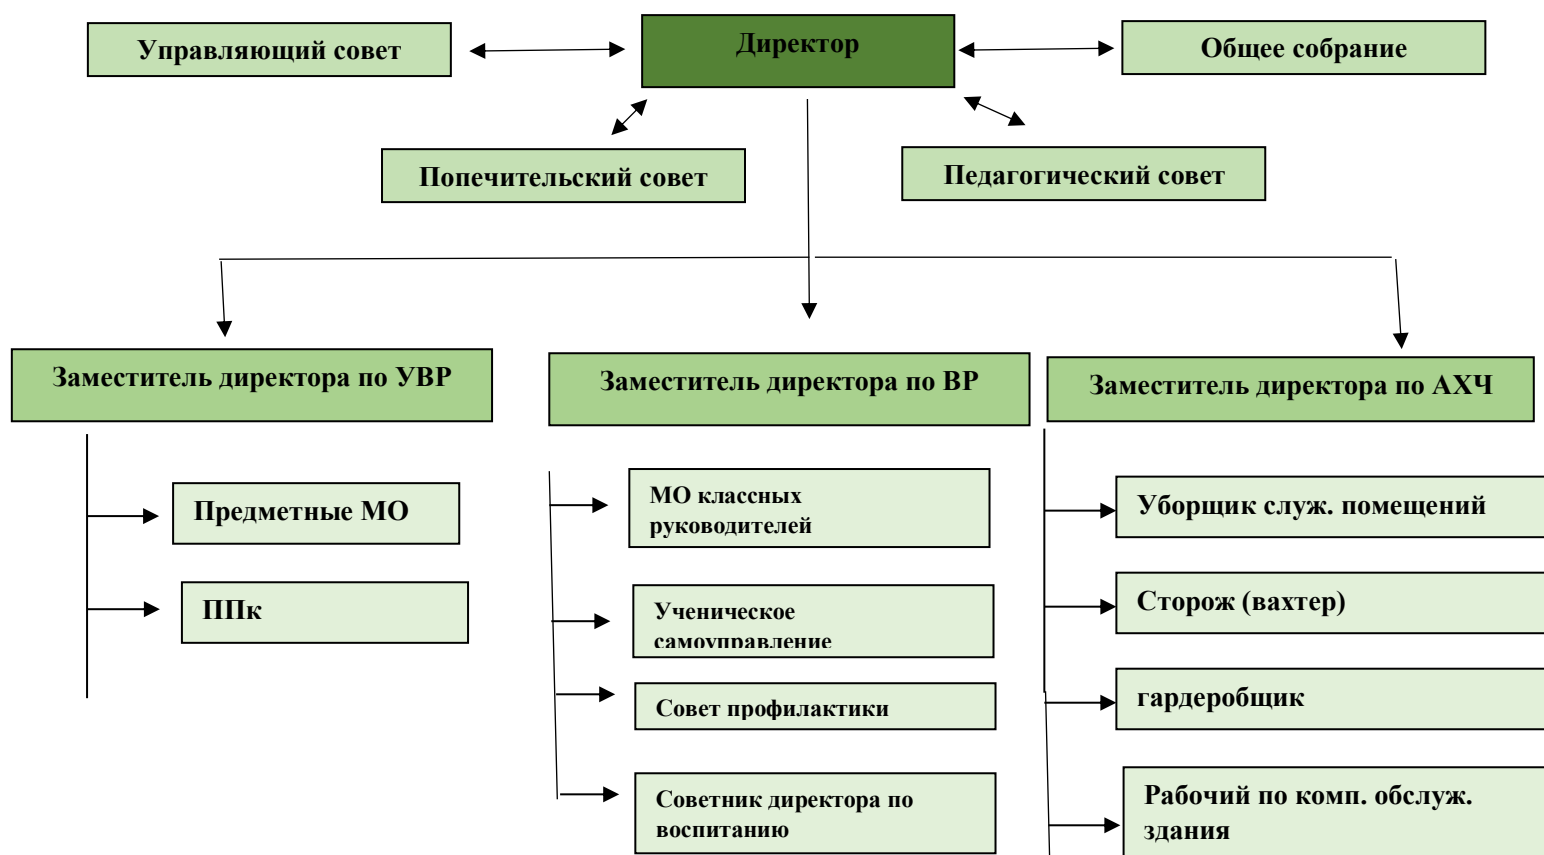 Управляющий совет
Директор
Общее собрание
Попечительский совет
Педагогический совет
Заместитель директора по УВР
Заместитель директора по ВР
Заместитель директора по АХЧ
Предметные МО
ППк
МО классных
руководителей
Ученическое
самоуправление
Совет профилактики
Советник директора по
воспитанию
Уборщик служ. помещений
Сторож (вахтер)
гардеробщик
Рабочий по комп. обслуж.
здания